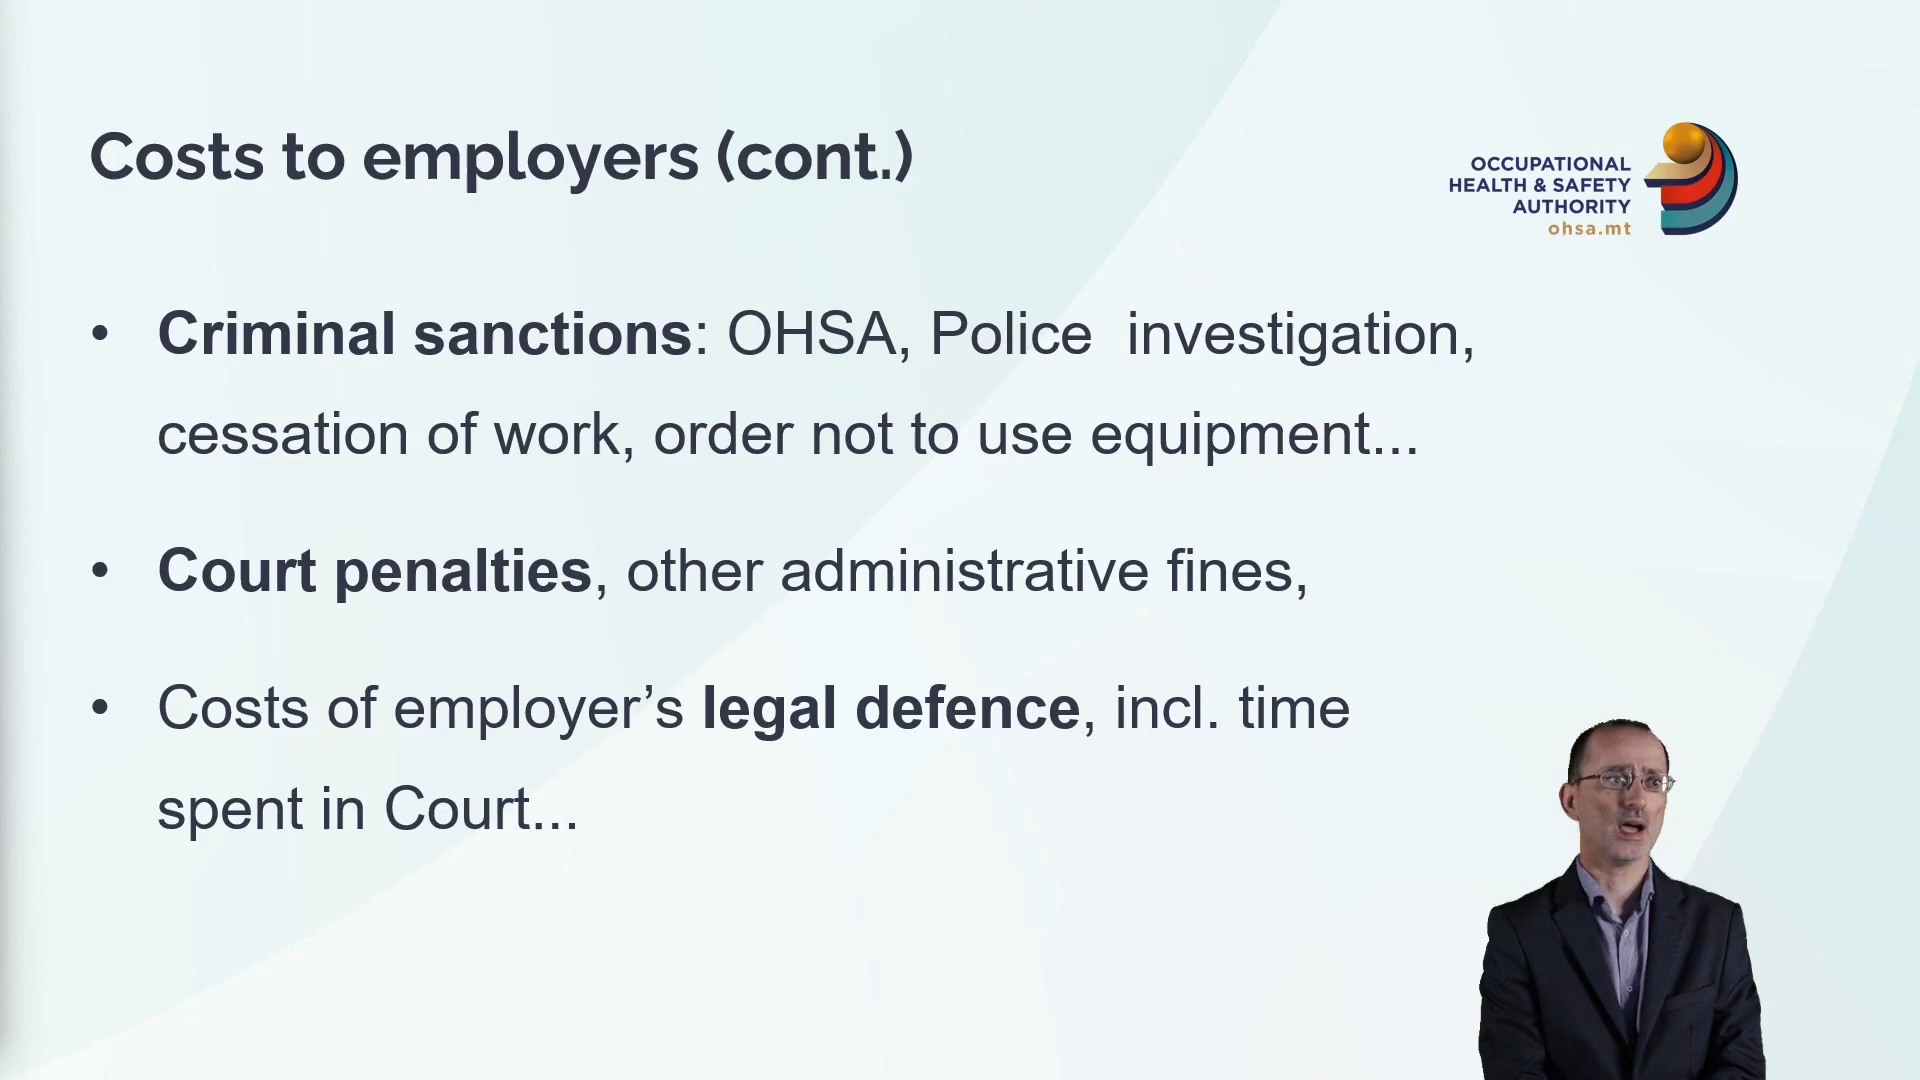 Costs to employers (cont.)
OCCUPATIONAL
HEALTH & SAFETY
AUTHORITY
ohsa.mt
• Criminal sanctions: OHSA, Police  investigation,
cessation of work, order not to use equipment...
• Court penalties, other administrative fines,
• Costs of employer’s legal defence, incl. time
spent in Court...